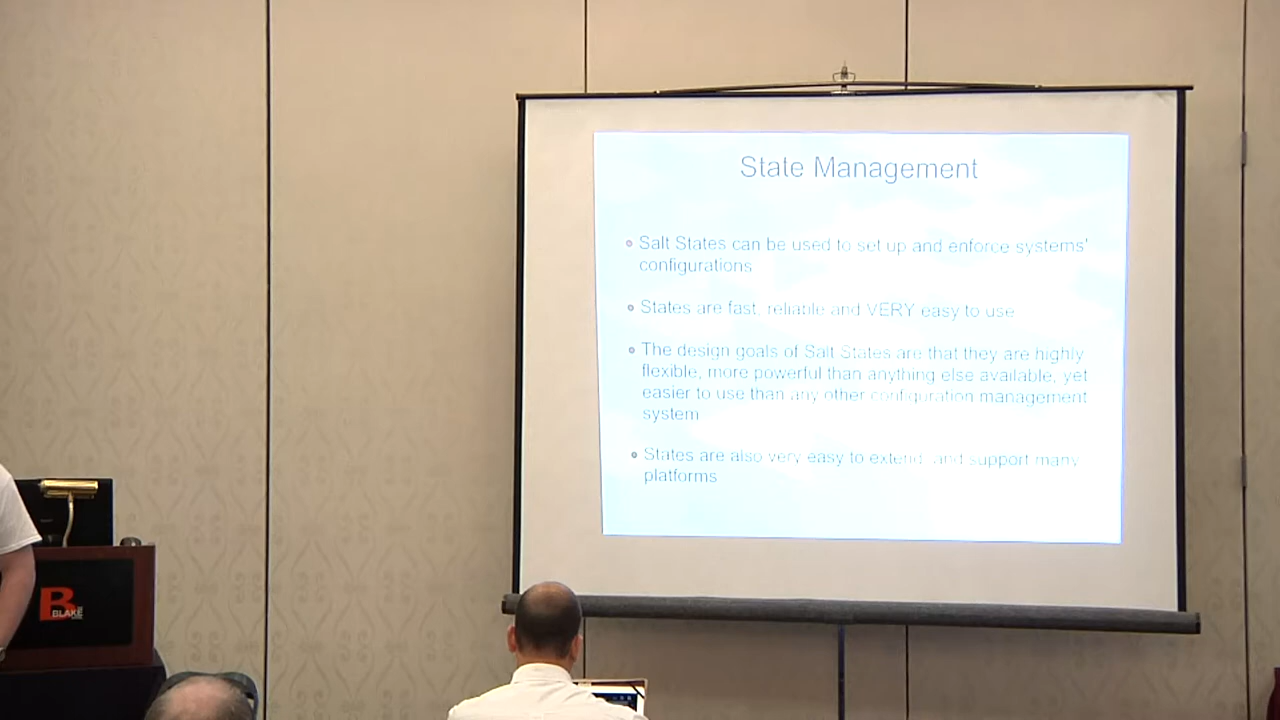 State Management
Salt States can be used to set up and enforce systems'
configurations
States are fast, reliable and VERY easy to use
The design goals of Salt States are that they are highly
flexible, more powerful than anything else available, yet
easier to use than any other configuration management
system
States are also very easy to extend, and support many
platforms
B
BLAKE